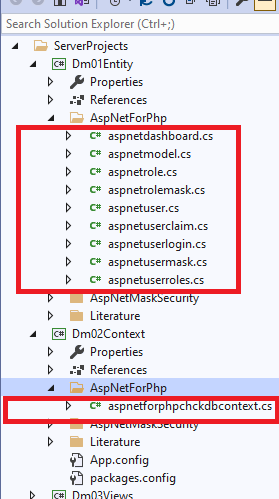 Search Solution Explorer (Ctrl+;)
ServerProjects
C# Dm01Entity
Properties
References
AspNetForPhp
C# aspnetdashboard.cs
C# aspnetmodel.cs
C# aspnetrole.cs
C# aspnetrolemask.cs
C# aspnetuser.cs
C# aspnetuserclaim.cs
C# aspnetuserlogin.cs
C# aspnetusermask.cs
C# aspnetuserroles.cs
AspNetMaskSecurity
Literature
C# Dm02Context
Properties
References
AspNetForPhp
C# aspnetforphpchckdbcontext.cs
AspNetMaskSecurity
Literature
App.config
packages.config
C# Dm03Views